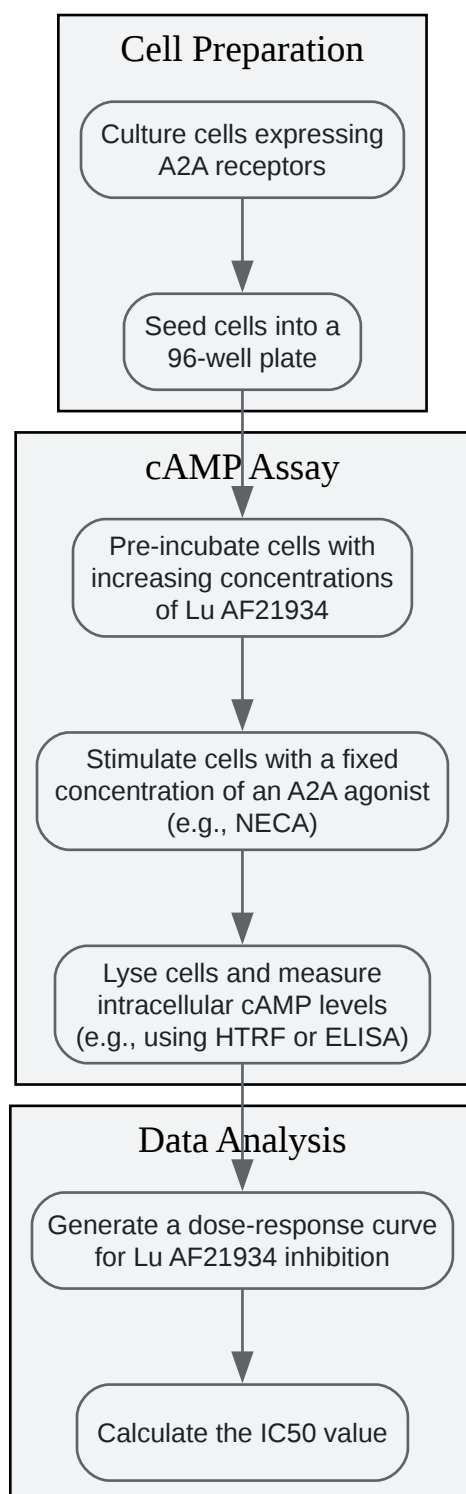 Cell Preparation
Culture cells expressing
A2A receptors
Seed cells into a
96-well plate
cAMP Assay
Pre-incubate cells with
increasing concentrations
of Lu AF21934
Stimulate cells with a fixed
concentration of an A2A agonist
(e.g., NECA)
Lyse cells and measure
intracellular cAMP levels
(e.g., using HTRF or ELISA)
Data Analysis
Generate a dose-response curve
for Lu AF21934 inhibition
Calculate the IC50 value